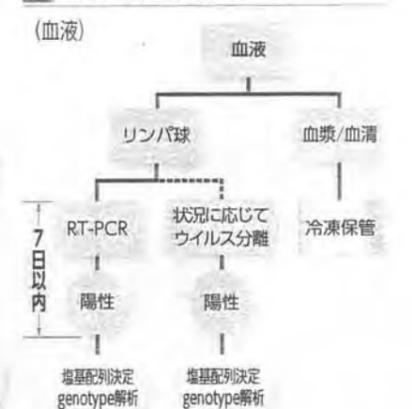 (血液)
血液
リンパ球
血漿/血清
RT-PCR
状況に応じて
ウイルス分離
冷凍保管
7日以内
陽性
陽性
塩基配列決定
genotype解析
塩基配列決定
genotype解析